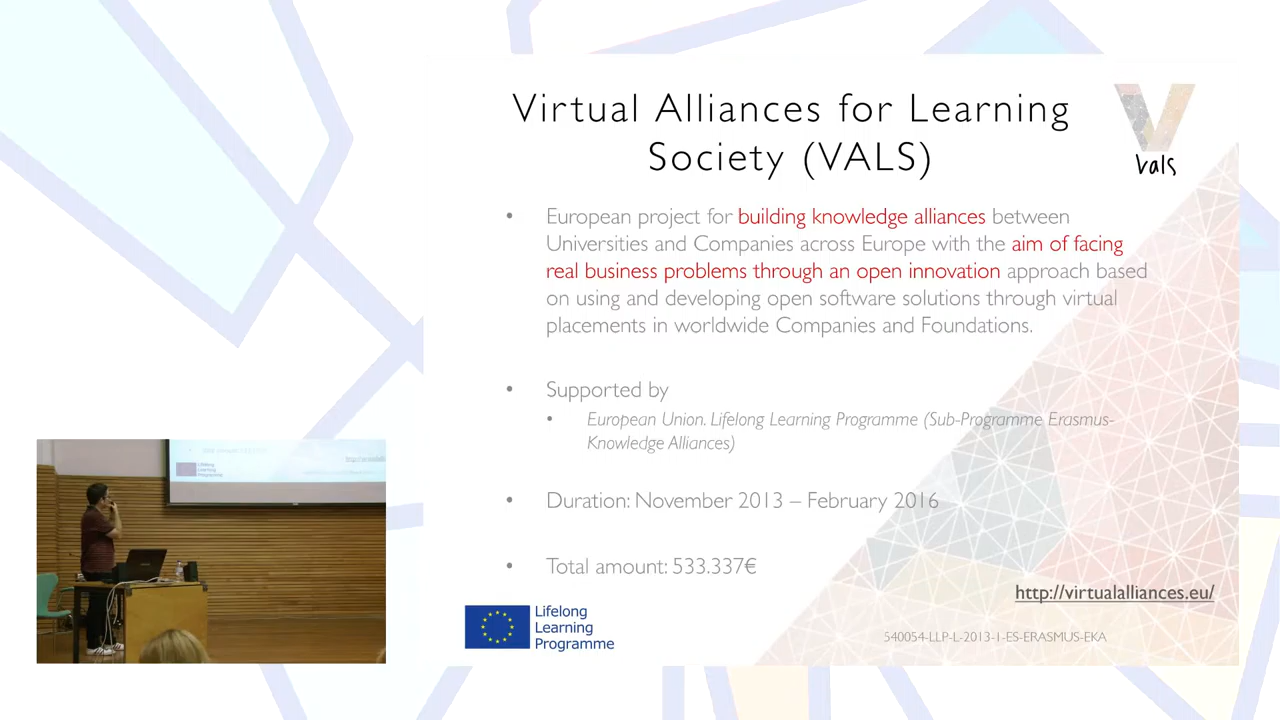 Virtual Alliances for Learning
Society (VALS)
vals
• European project for building knowledge alliances between
Universities and Companies across Europe with the aim of facing
real business problems through an open innovation approach based
on using and developing open software solutions through virtual
placements in worldwide Companies and Foundations.
• Supported by
• European Union. Lifelong Learning Programme (Sub-Programme Erasmus-
Knowledge Alliances)
• Duration: November 2013 – February 2016
• Total amount: 533.337€
http://virtualalliances.eu/
Lifelong
Learning
Programme
540054-LLP-L-2013-1-ES-ERASMUS-EKA
Lifelong
Learning
Programme